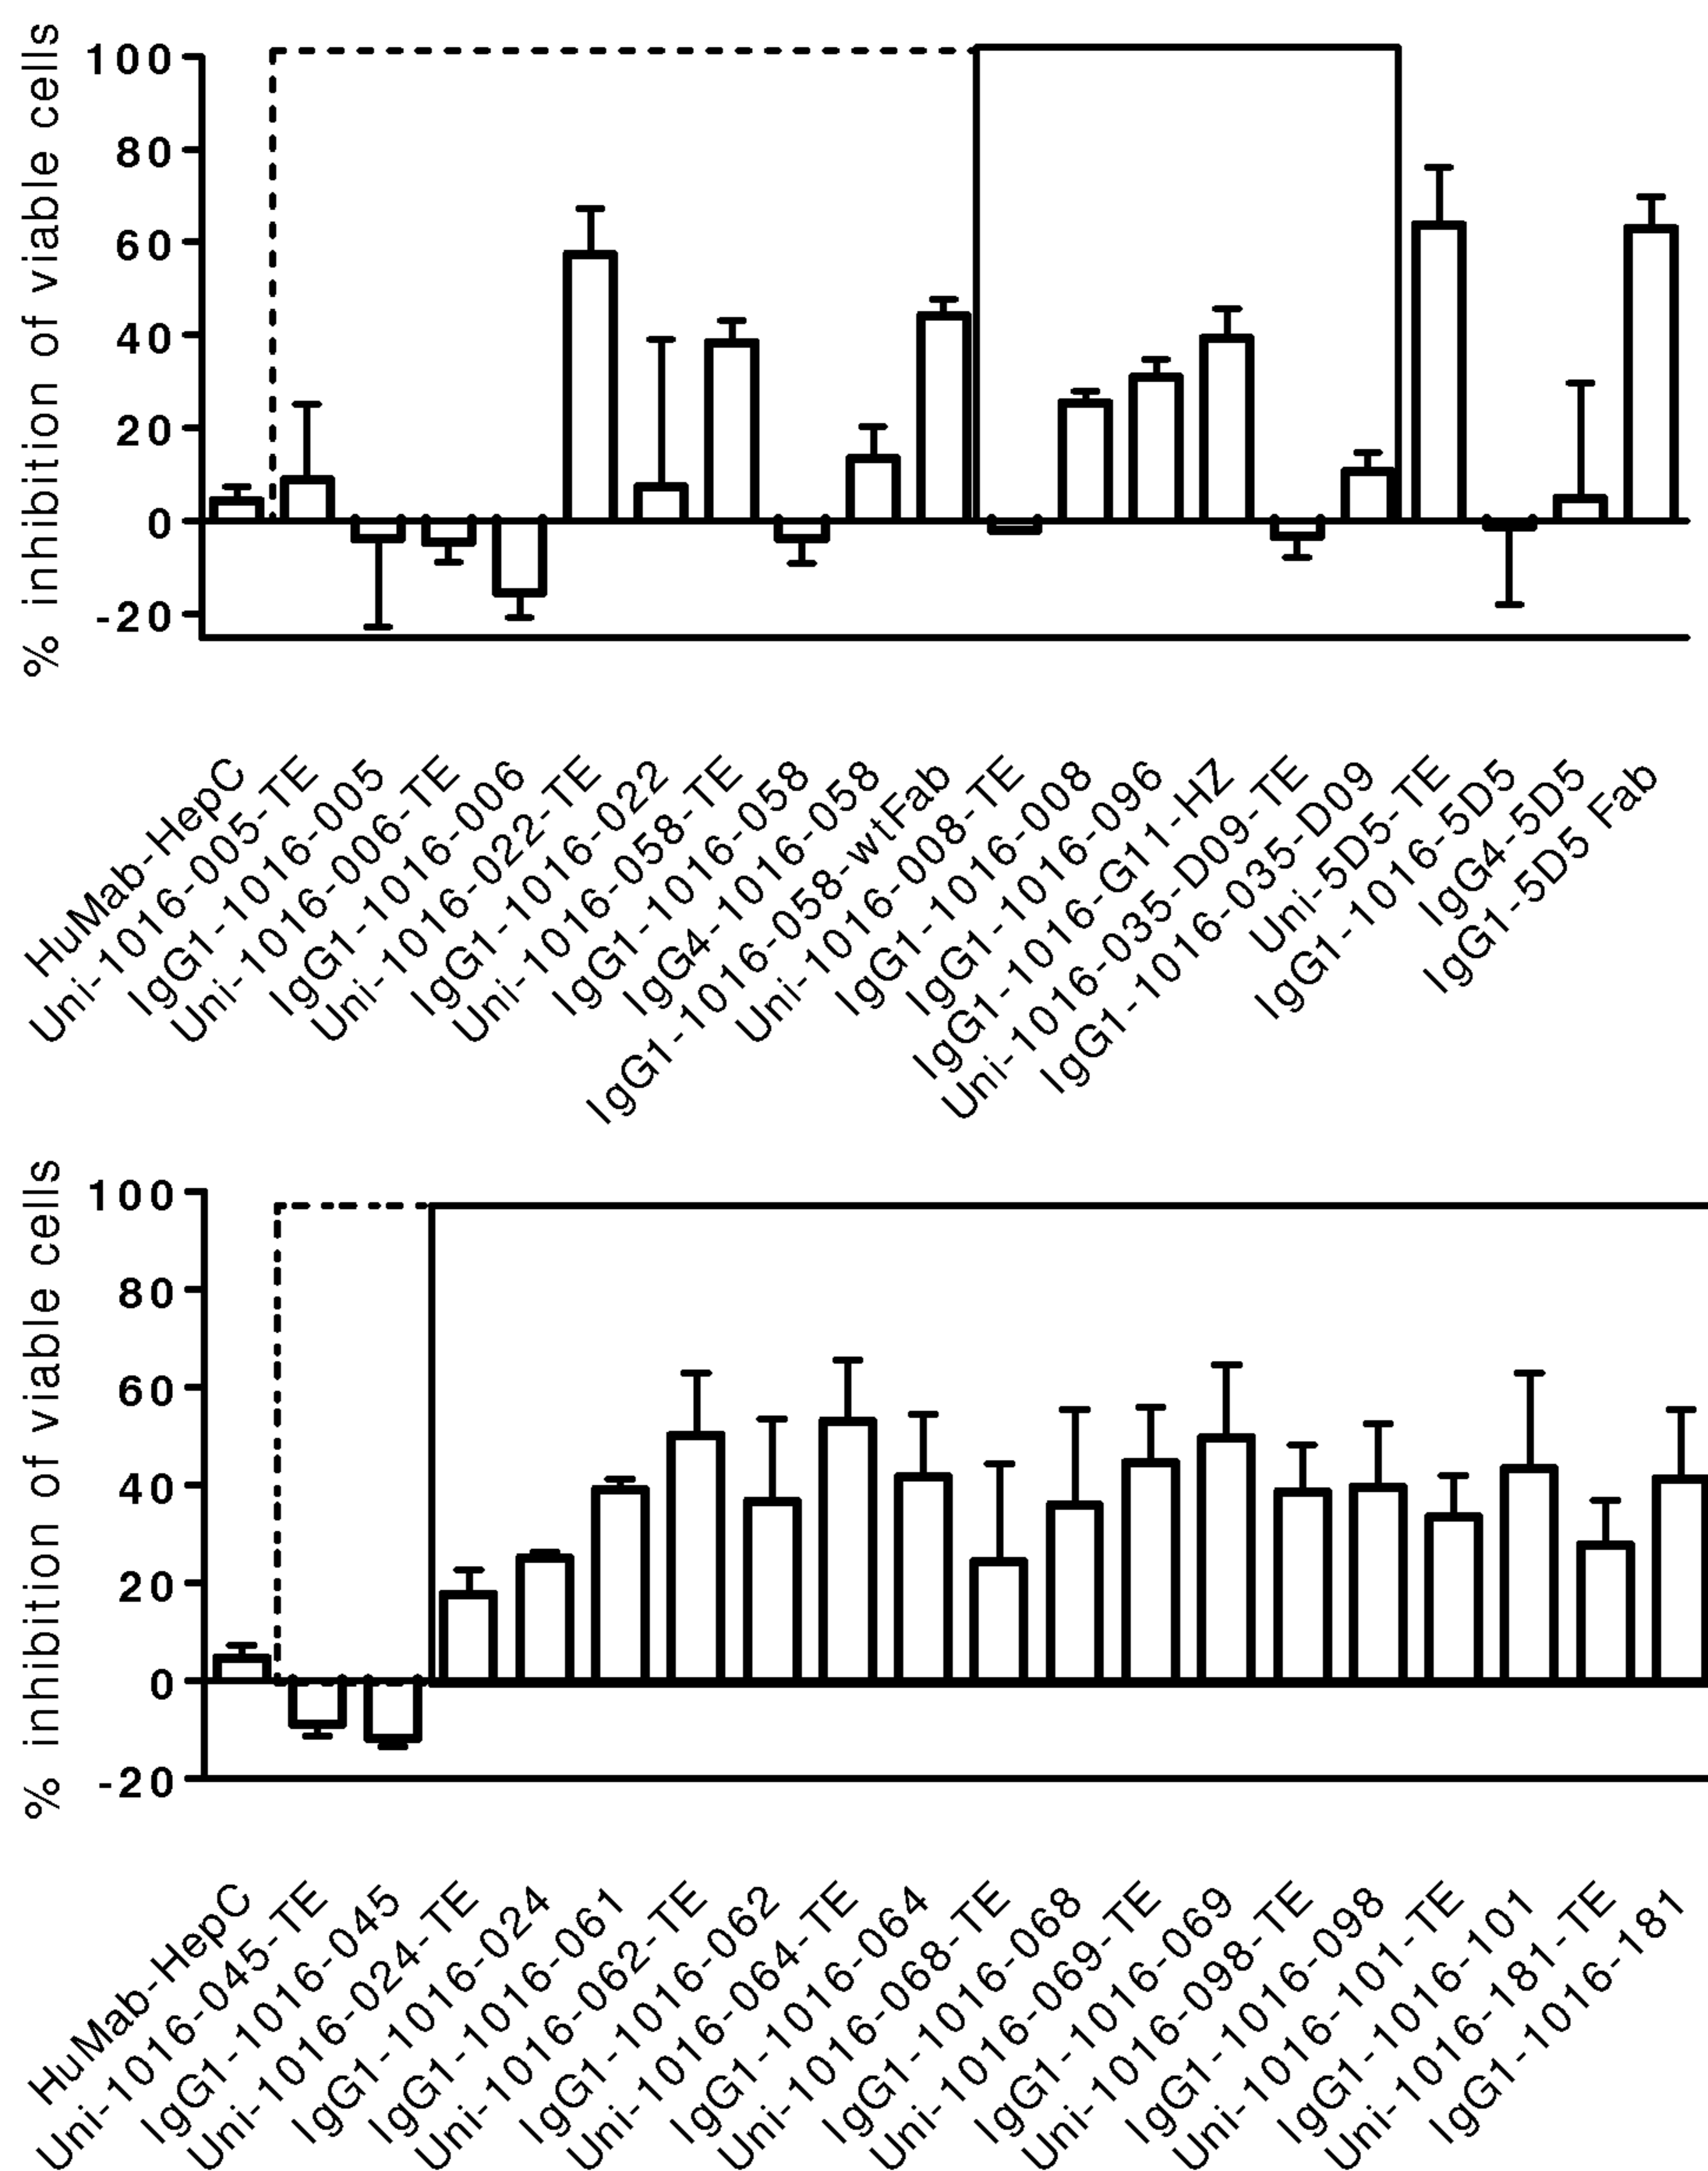 % inhibition of viable cells
100
80
60
40
20
0
-20
HuMab-HepC
Uni-1016-005-TE
IgG1-1016-005
Uni-1016-006-TE
IgG1-1016-006
Uni-1016-022-TE
IgG1-1016-022
Uni-1016-058-TE
IgG1-1016-058
IgG4-1016-058
IgG1-1016-058-wtFab
Uni-1016-008-TE
IgG1-1016-008
IgG1-1016-096
IgG1-1016-G11-HZ
Uni-1016-035-D09-TE
IgG1-1016-035-D09
Uni-5D5-TE
IgG1-1016-5D5
IgG4-5D5
IgG1-5D5 Fab
% inhibition of viable cells
100
80
60
40
20
0
-20
HuMab-HepC
Uni-1016-045-TE
IgG1-1016-045
Uni-1016-024-TE
IgG1-1016-024
IgG1-1016-061
Uni-1016-062-TE
IgG1-1016-062
Uni-1016-064-TE
IgG1-1016-064
Uni-1016-068-TE
IgG1-1016-068
Uni-1016-069-TE
IgG1-1016-069
Uni-1016-098-TE
IgG1-1016-098
Uni-1016-101-TE
IgG1-1016-101
Uni-1016-181-TE
IgG1-1016-181